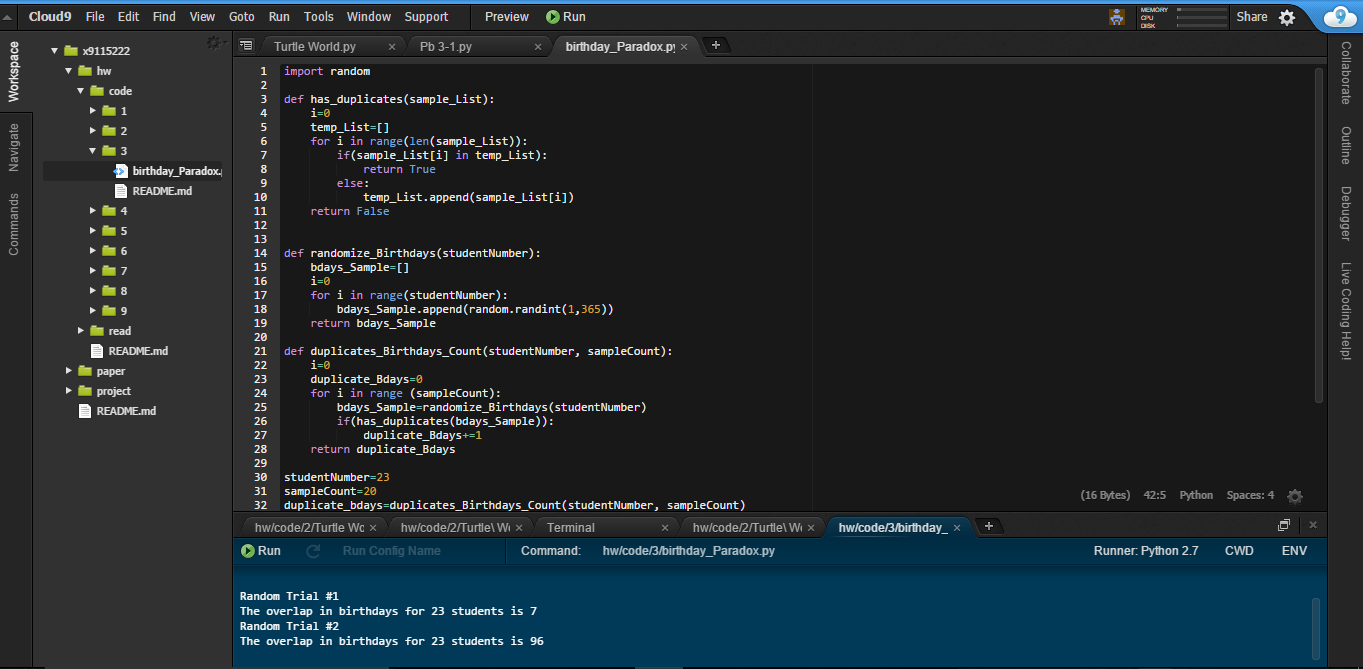 Cloud9 File Edit Find View Goto Run Tools Window Support Preview Run MEMORY CPU DISK Share 9
Workspace
Navigate
Commands
x9115222
hw
code
1
2
3
birthday_Paradox.
README.md
4
5
6
7
8
9
read
README.md
paper
project
README.md
Turtle World.py × Pb 3-1.py × birthday_Paradox.py × +
1 import random
2
3 def has_duplicates(sample_List):
4 i=0
5 temp_List=[]
6 for i in range(len(sample_List)):
7 if(sample_List[i] in temp_List):
8 return True
9 else:
10 temp_List.append(sample_List[i])
11 return False
12
13
14 def randomize_Birthdays(studentNumber):
15 bdays_Sample=[]
16 i=0
17 for i in range(studentNumber):
18 bdays_Sample.append(random.randint(1,365))
19 return bdays_Sample
20
21 def duplicates_Birthdays_Count(studentNumber, sampleCount):
22 i=0
23 duplicate_Bdays=0
24 for i in range (sampleCount):
25 bdays_Sample=randomize_Birthdays(studentNumber)
26 if(has_duplicates(bdays_Sample)):
27 duplicate_Bdays+=1
28 return duplicate_Bdays
29
30 studentNumber=23
31 sampleCount=20
32 duplicate_bdays=duplicates_Birthdays_Count(studentNumber, sampleCount)
(16 Bytes) 42:5 Python Spaces: 4
Collaborate
Outline
Debugger
Live Coding Help!
hw/code/2/Turtle Wo × hw/code/2/Turtle\ W × Terminal × hw/code/2/Turtle\ W × hw/code/3/birthday_ × +
Run Run Config Name Command: hw/code/3/birthday_Paradox.py Runner: Python 2.7 CWD ENV
Random Trial #1
The overlap in birthdays for 23 students is 7
Random Trial #2
The overlap in birthdays for 23 students is 96